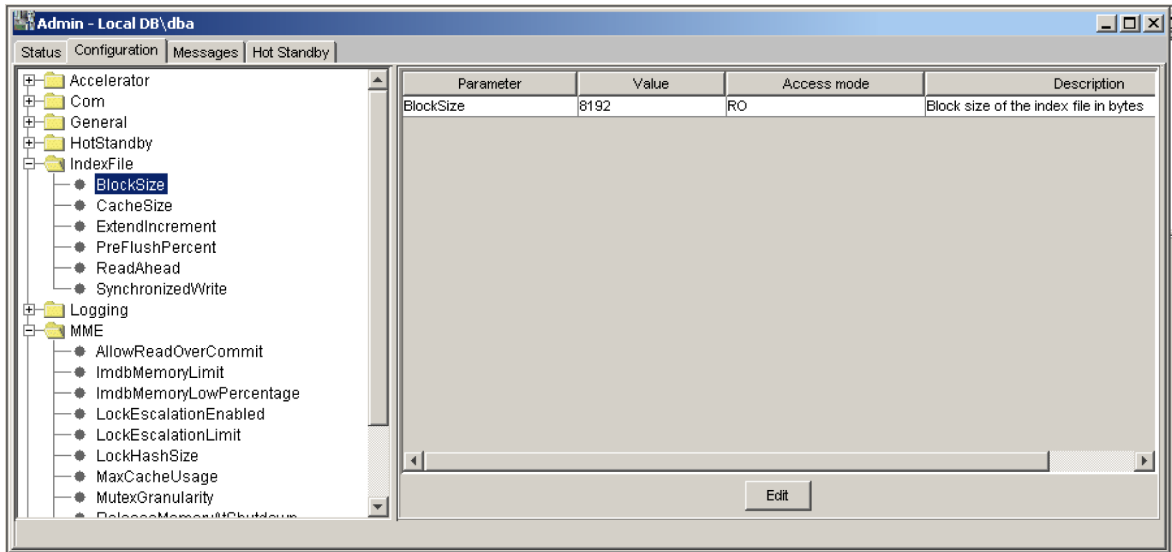 Admin - Local DB\dba
Status Configuration Messages Hot Standby
Accelerator
Com
General
HotStandby
IndexFile
BlockSize
CacheSize
ExtendIncrement
PreFlushPercent
ReadAhead
SynchronizedWrite
Logging
MME
AllowReadOverCommit
ImdbMemoryLimit
ImdbMemoryLowPercentage
LockEscalationEnabled
LockEscalationLimit
LockHashSize
MaxCacheUsage
MutexGranularity
ReleaseMemoryAtShutdown
Parameter Value Access mode Description
BlockSize 8192 RO Block size of the index file in bytes
Edit